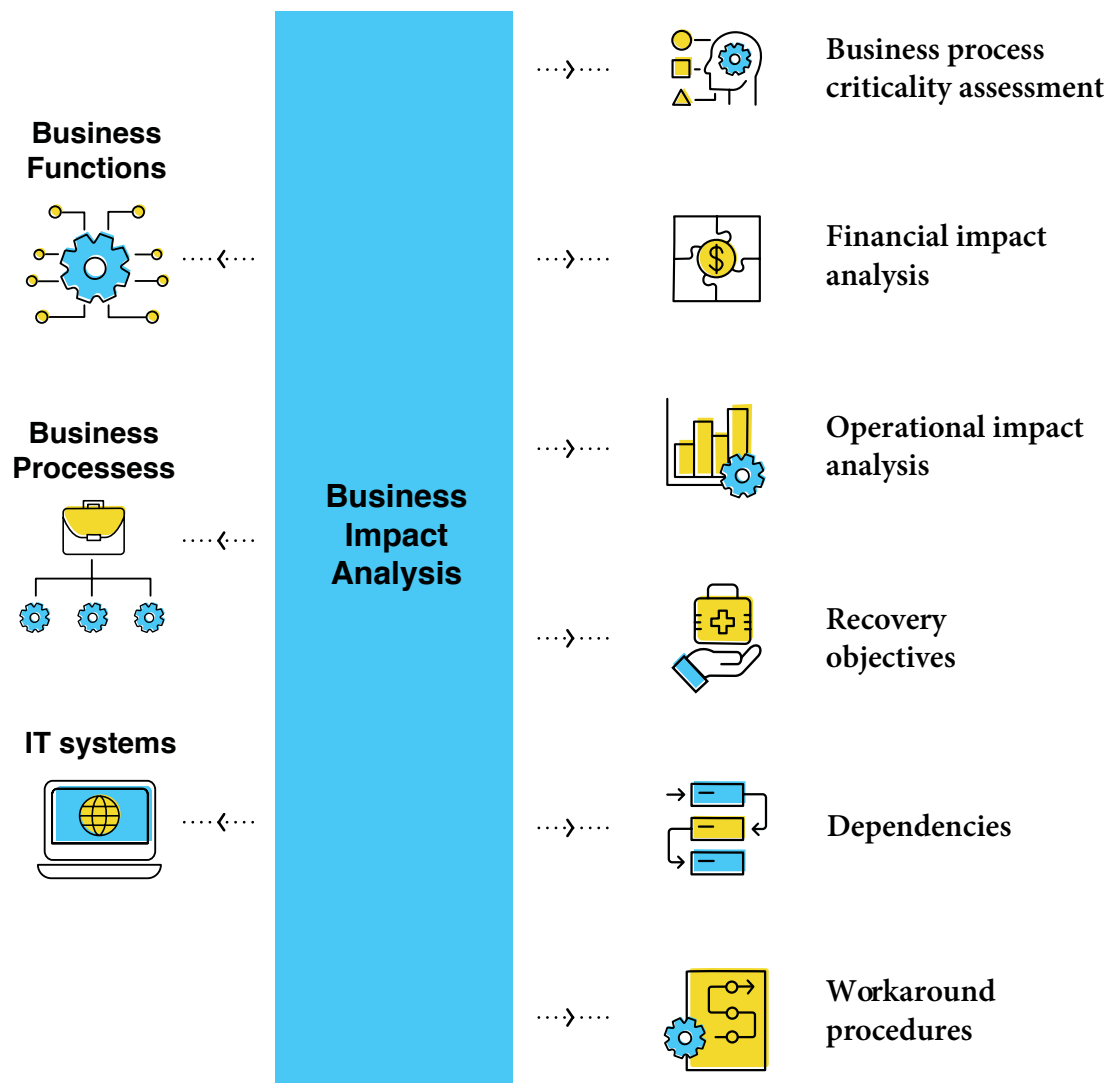 Business
Functions
Business
Processess
IT systems
Business
Impact
Analysis
Business process
criticality assessment
$
Financial impact
analysis
Operational impact
analysis
Recovery
objectives
Dependencies
Workaround
procedures